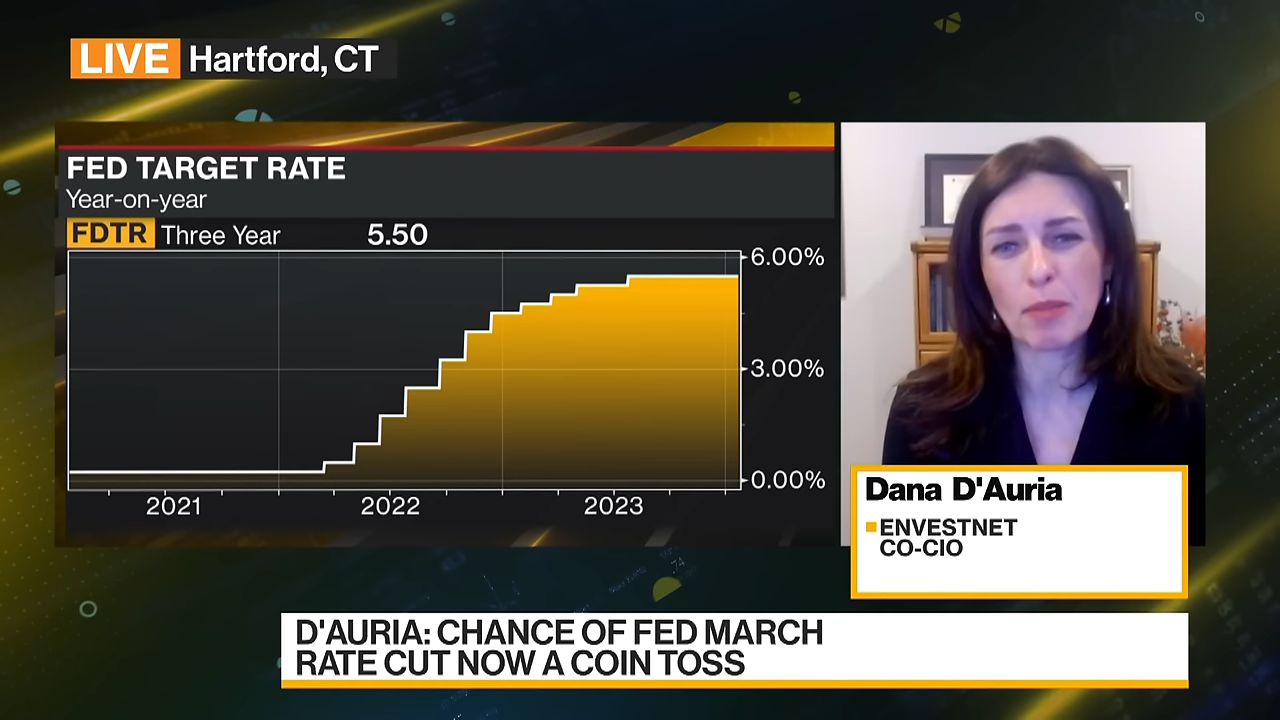 LIVE Hartford, CT
FED TARGET RATE
Year-on-year
FDTR Three Year 5.50
6.00%
3.00%
0.00%
2021 2022 2023
Dana D'Auria
ENVESTNET
CO-CIO
D'AURIA: CHANCE OF FED MARCH
RATE CUT NOW A COIN TOSS